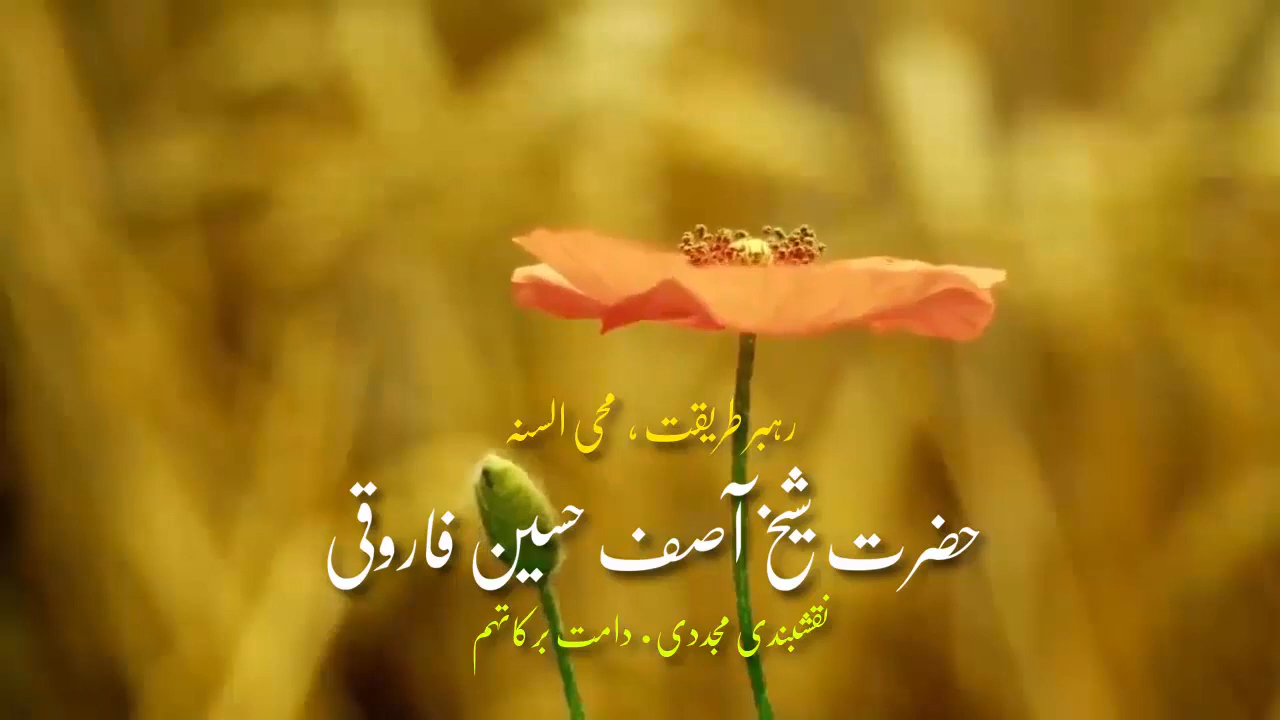 رہبر طریقت ، محی السنہ
حضرت شیخ آصف حسین فاروقی
نقشبندی مجددی . دامت برکاتہم